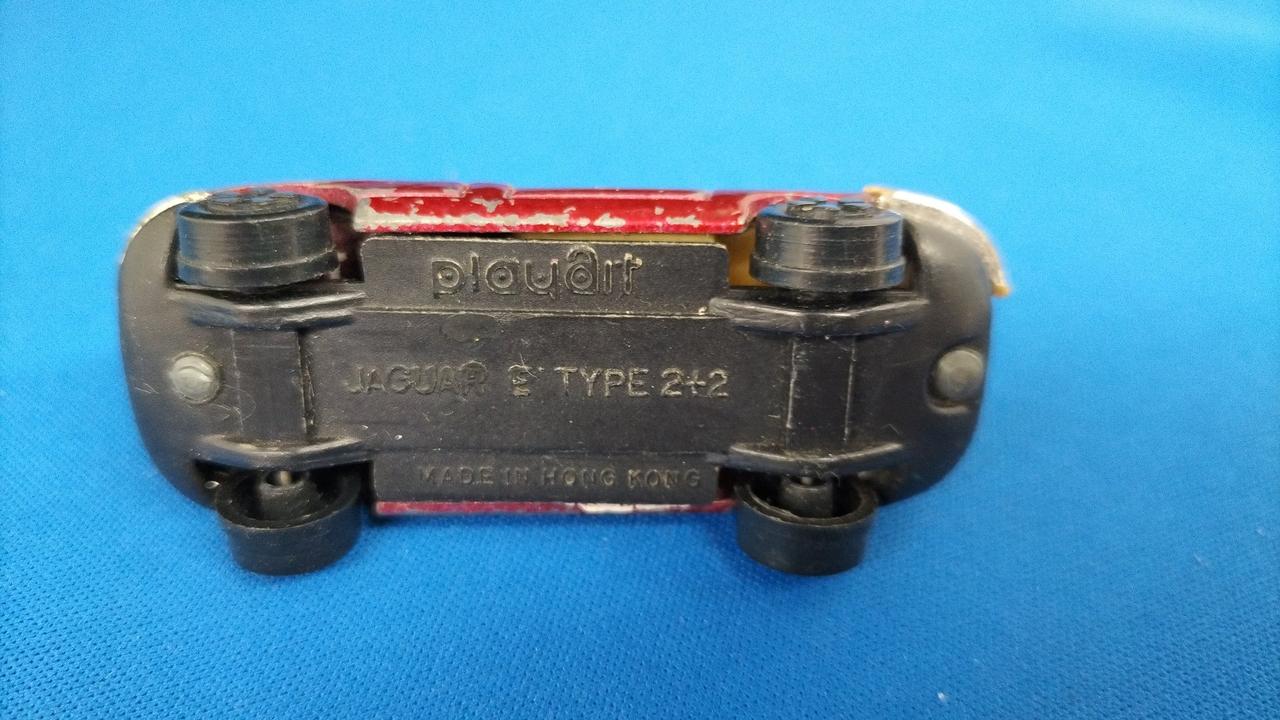 playart
JAGUAR 'E' TYPE 2+2
MADE IN HONG KONG